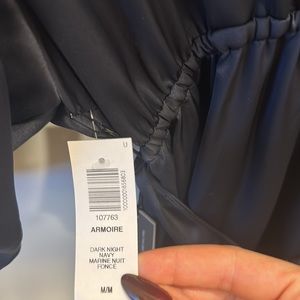 U
107763
ARMOIRE
DARK NIGHT
NAVY
MARINE NUIT
FONCE
M/M